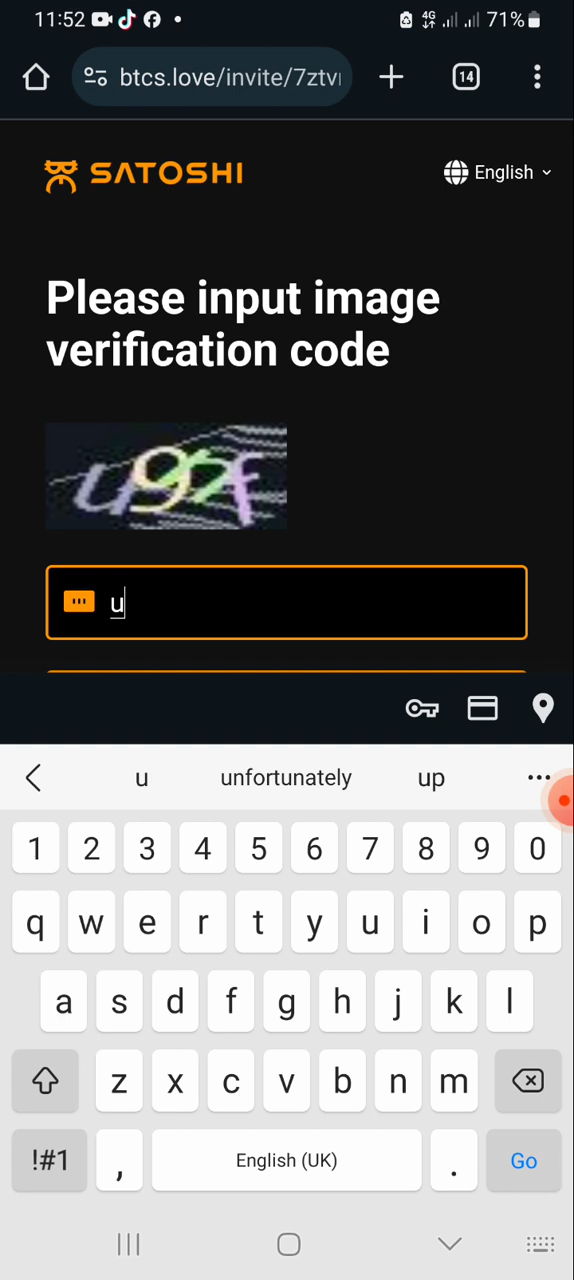 11:52 4G 71%
btcs.love/invite/7ztv 14
SATOSHI English
Please input image
verification code
u
u unfortunately up ...
1 2 3 4 5 6 7 8 9 0
q w e r t y u i o p
a s d f g h j k l
z x c v b n m
!#1 , English (UK) . Go